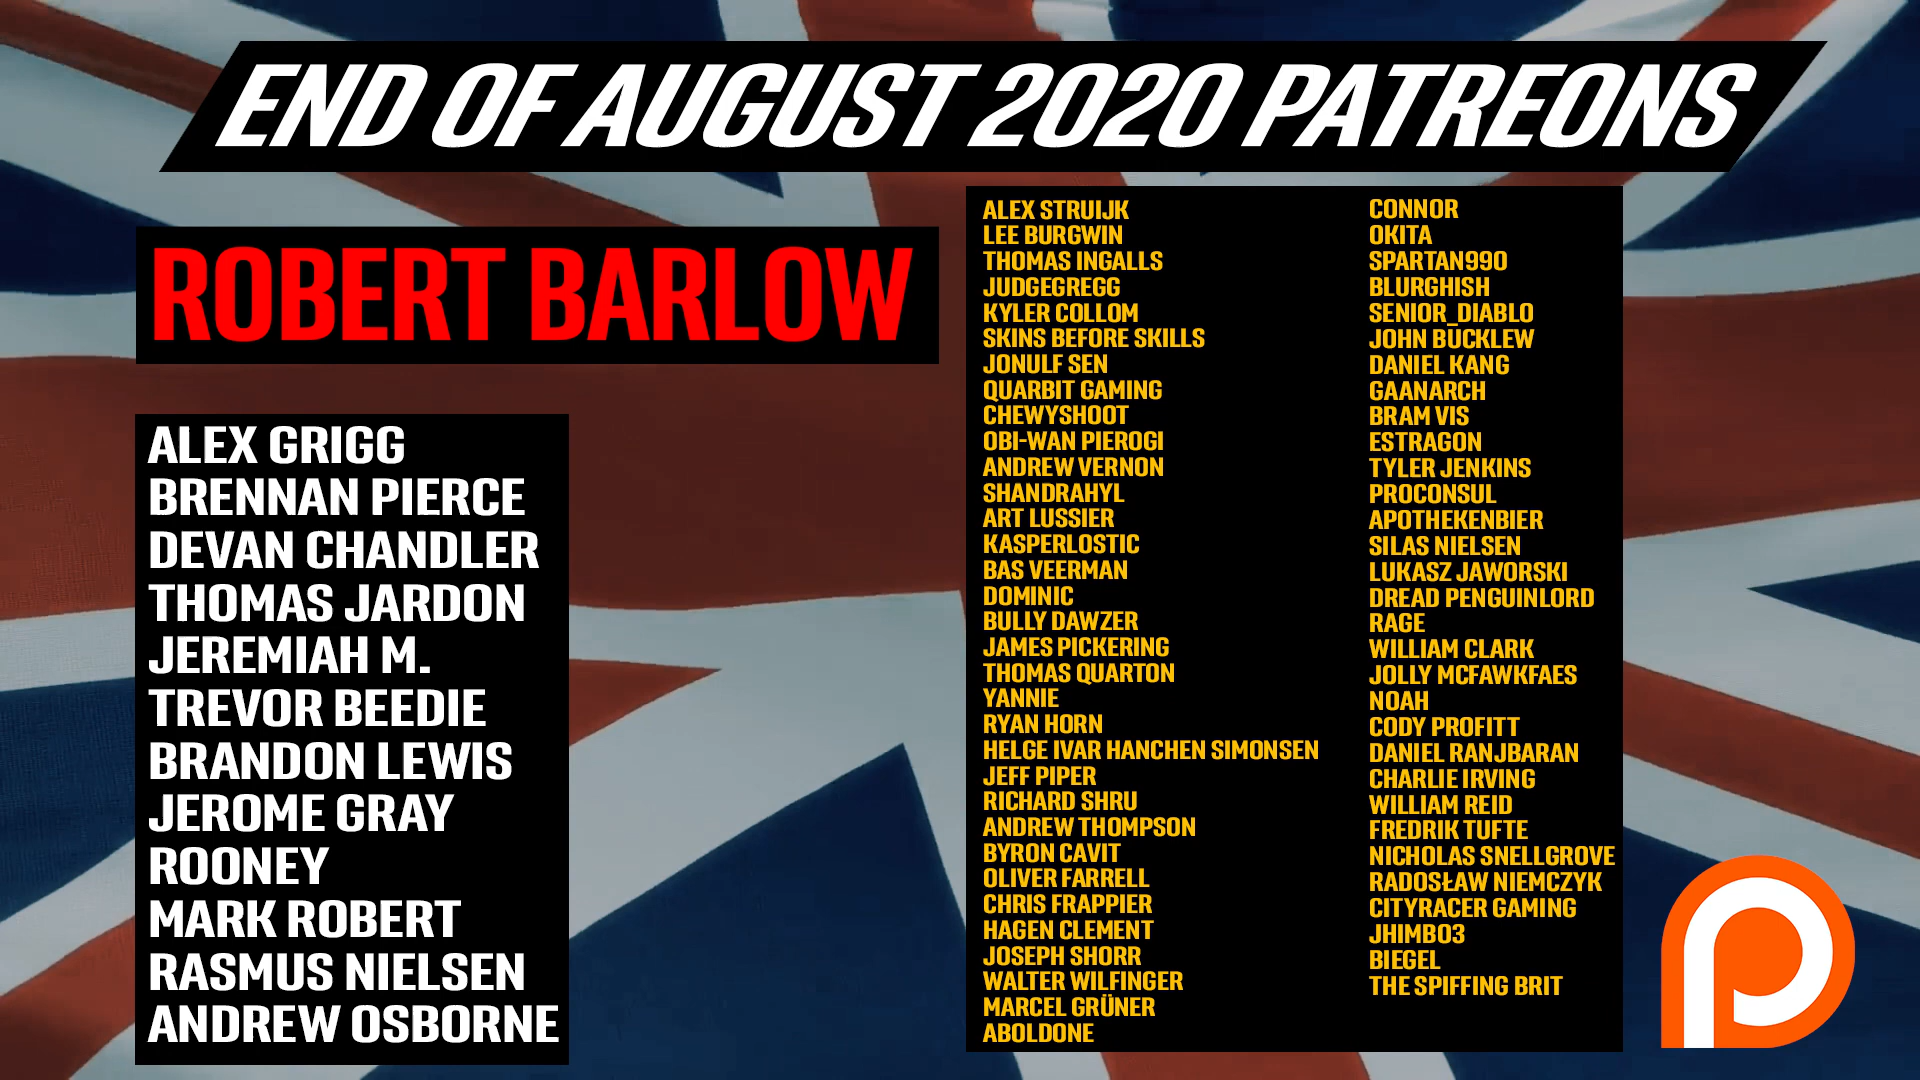 END OF AUGUST 2020 PATREONS
ROBERT BARLOW
ALEX GRIGG
BRENNAN PIERCE
DEVAN CHANDLER
THOMAS JARDON
JEREMIAH M.
TREVOR BEEDIE
BRANDON LEWIS
JEROME GRAY
ROONEY
MARK ROBERT
RASMUS NIELSEN
ANDREW OSBORNE
ALEX STRUIJK
LEE BURGWIN
THOMAS INGALLS
JUDGEGREGG
KYLER COLLOM
SKINS BEFORE SKILLS
JONULF SEN
QUARBIT GAMING
CHEWYSHOOT
OBI-WAN PIEROGI
ANDREW VERNON
SHANDRAHYL
ART LUSSIER
KASPERLOSTIC
BAS VEERMAN
DOMINIC
BULLY DAWZER
JAMES PICKERING
THOMAS QUARTON
YANNIE
RYAN HORN
HELGE IVAR HANCHEN SIMONSEN
JEFF PIPER
RICHARD SHRU
ANDREW THOMPSON
BYRON CAVIT
OLIVER FARRELL
CHRIS FRAPPIER
HAGEN CLEMENT
JOSEPH SHORR
WALTER WILFINGER
MARCEL GRÜNER
ABOLDONE
CONNOR
OKITA
SPARTAN990
BLURGHISH
SENIOR_DIABLO
JOHN BUCKLEW
DANIEL KANG
GAANARCH
BRAM VIS
ESTRAGON
TYLER JENKINS
PROCONSUL
APOTHEKENBIER
SILAS NIELSEN
LUKASZ JAWORSKI
DREAD PENGUINLORD
RAGE
WILLIAM CLARK
JOLLY MCFAWKFAES
NOAH
CODY PROFITT
DANIEL RANJBARAN
CHARLIE IRVING
WILLIAM REID
FREDRIK TUFTE
NICHOLAS SNELLGROVE
RADOSŁAW NIEMCZYK
CITYRACER GAMING
JHIMBO3
BIEGEL
THE SPIFFING BRIT